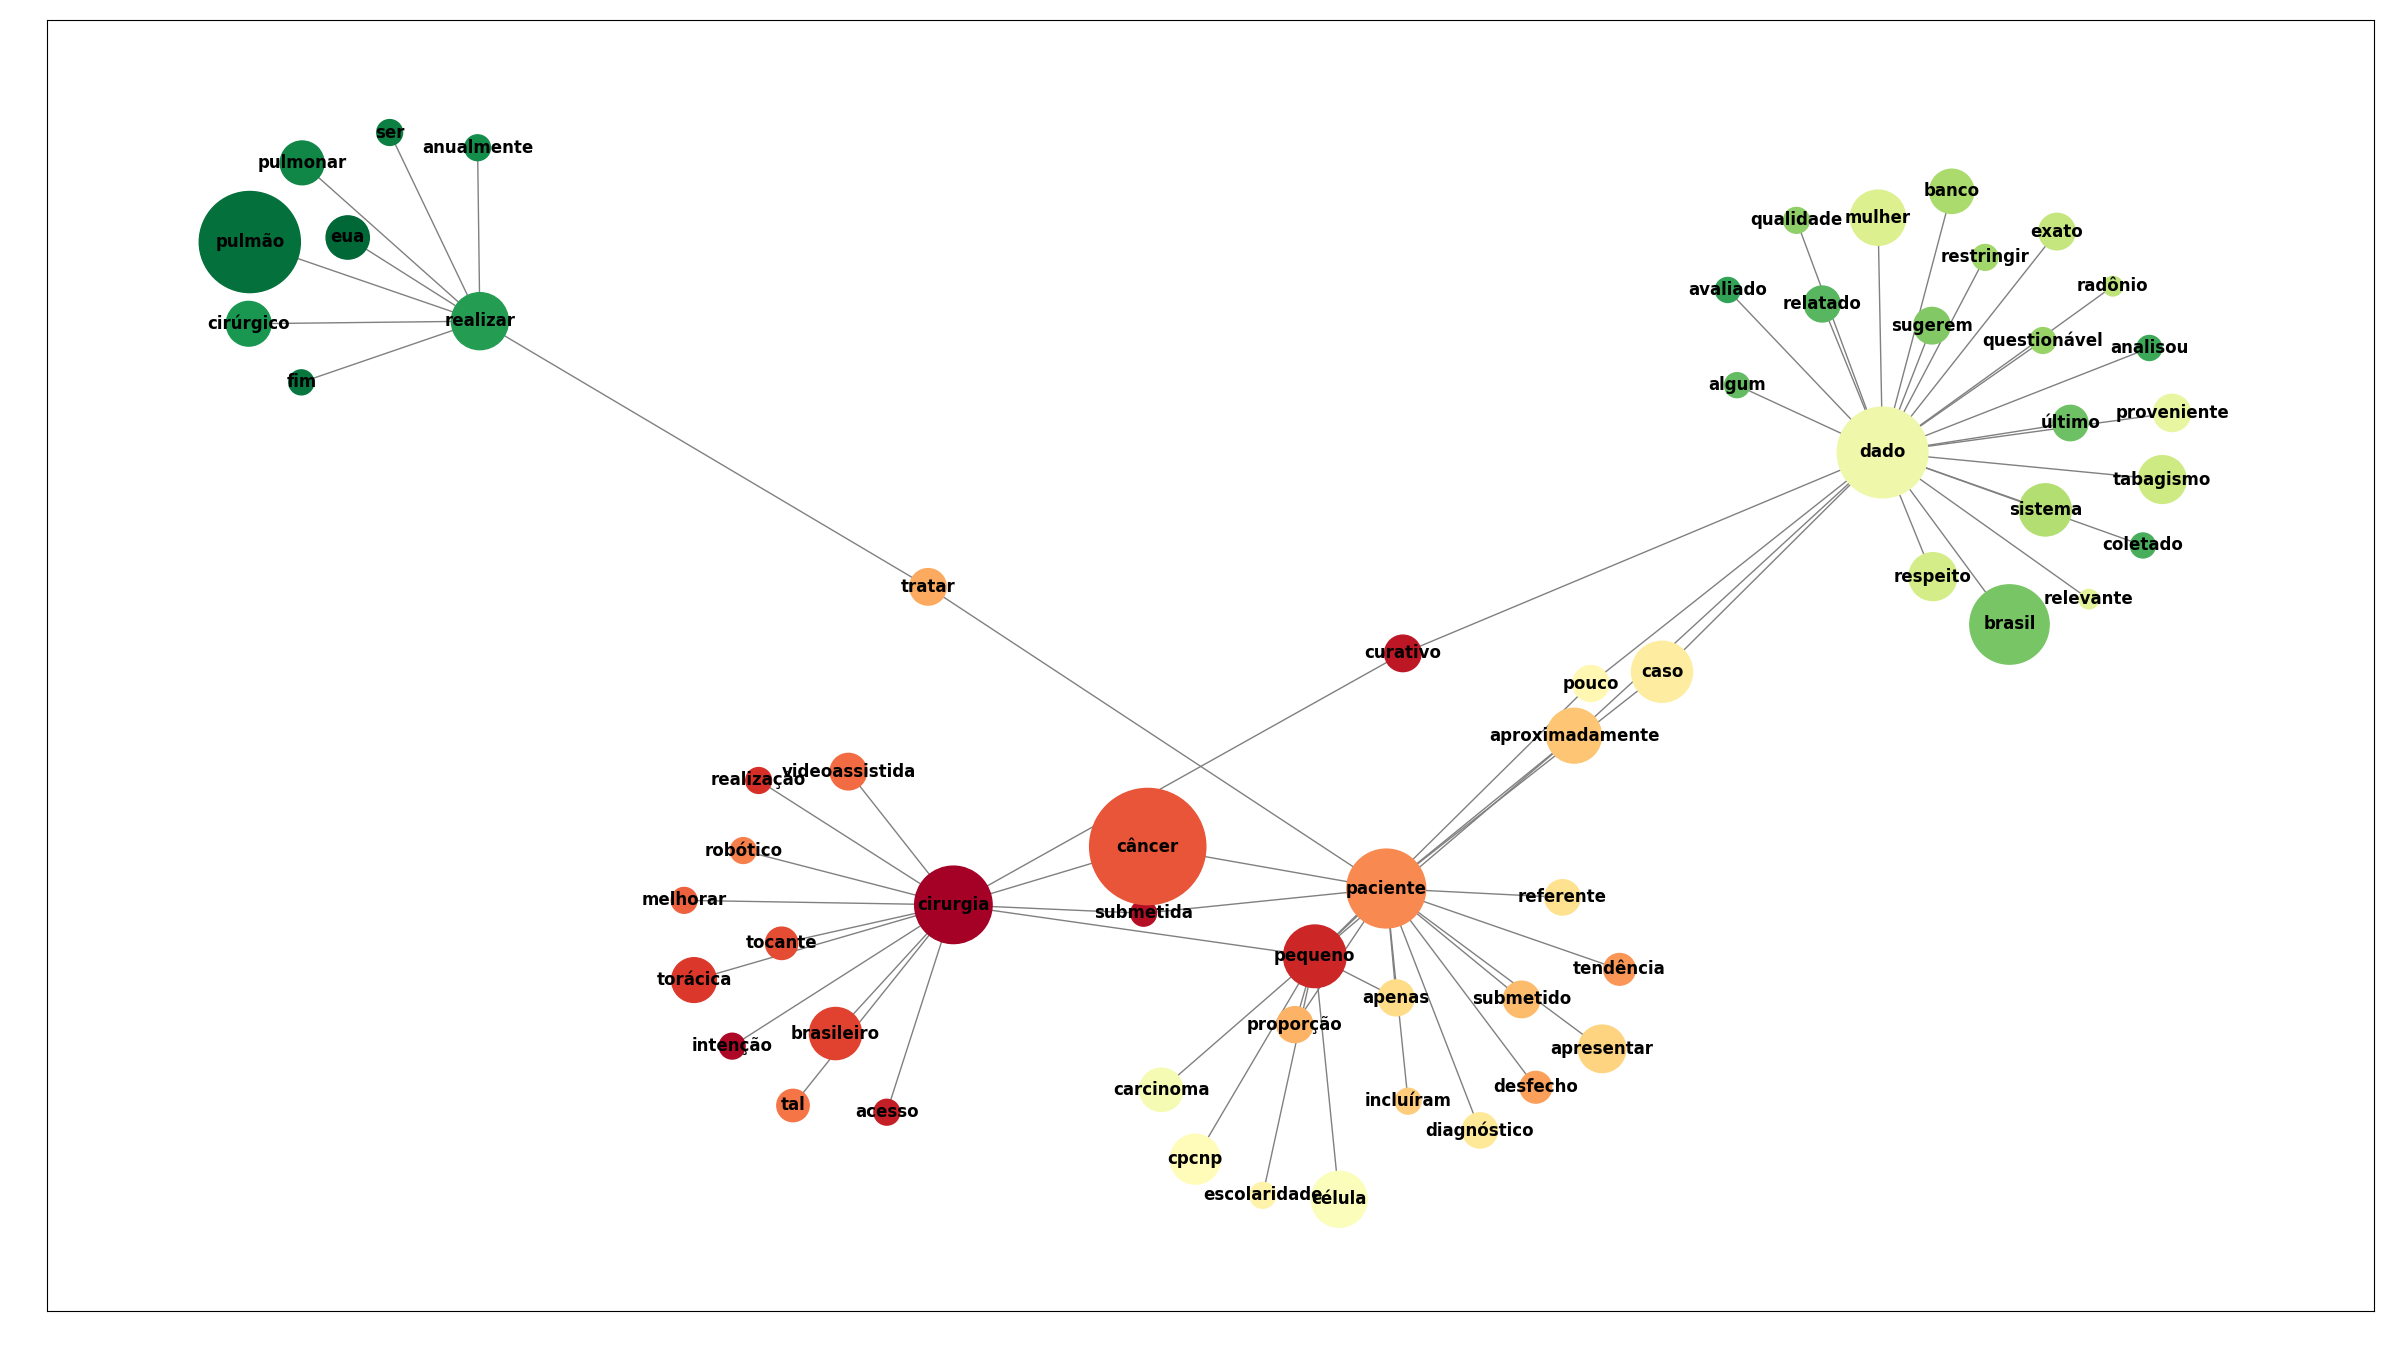 ser
anualmente
pulmonar
pulmão
eua
cirúrgico
realizar
fim
banco
qualidade
mulher
exato
restringir
radônio
avaliado
relatado
sugerem
questionável
analisou
algum
último
proveniente
dado
tabagismo
sistema
coletado
respeito
relevante
brasil
tratar
curativo
caso
pouco
aproximadamente
realização
videoassistida
robótico
câncer
melhorar
cirurgia
submetida
paciente
referente
tocante
pequeno
tendência
torácica
apenas
submetido
proporção
brasileiro
intenção
apresentar
carcinoma
desfecho
tal
acesso
incluíram
diagnóstico
cpcnp
escolaridade
célula